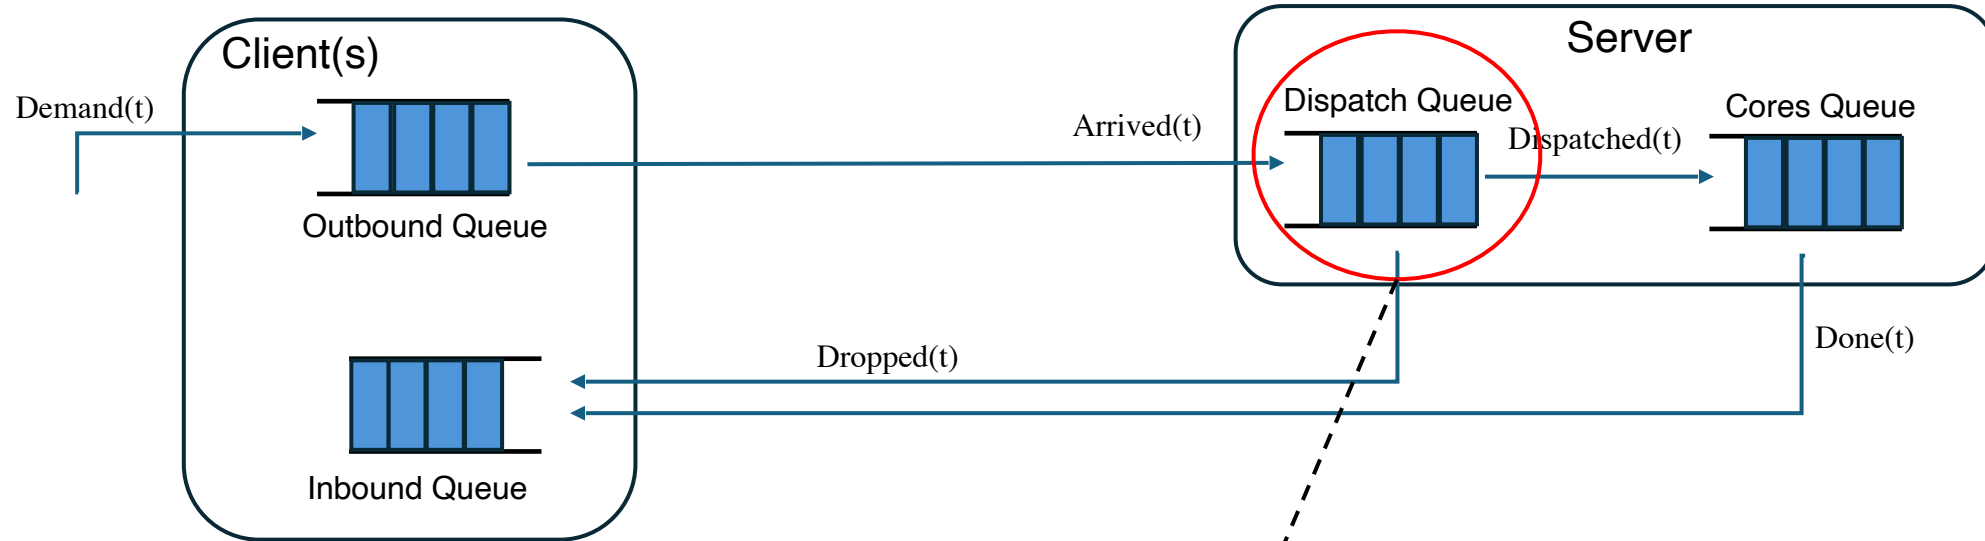 Client(s)
Server
Demand(t)
Dispatch Queue
Cores Queue
Arrived(t)
Dispatched(t)
Outbound Queue
Dropped(t)
Done(t)
Inbound Queue